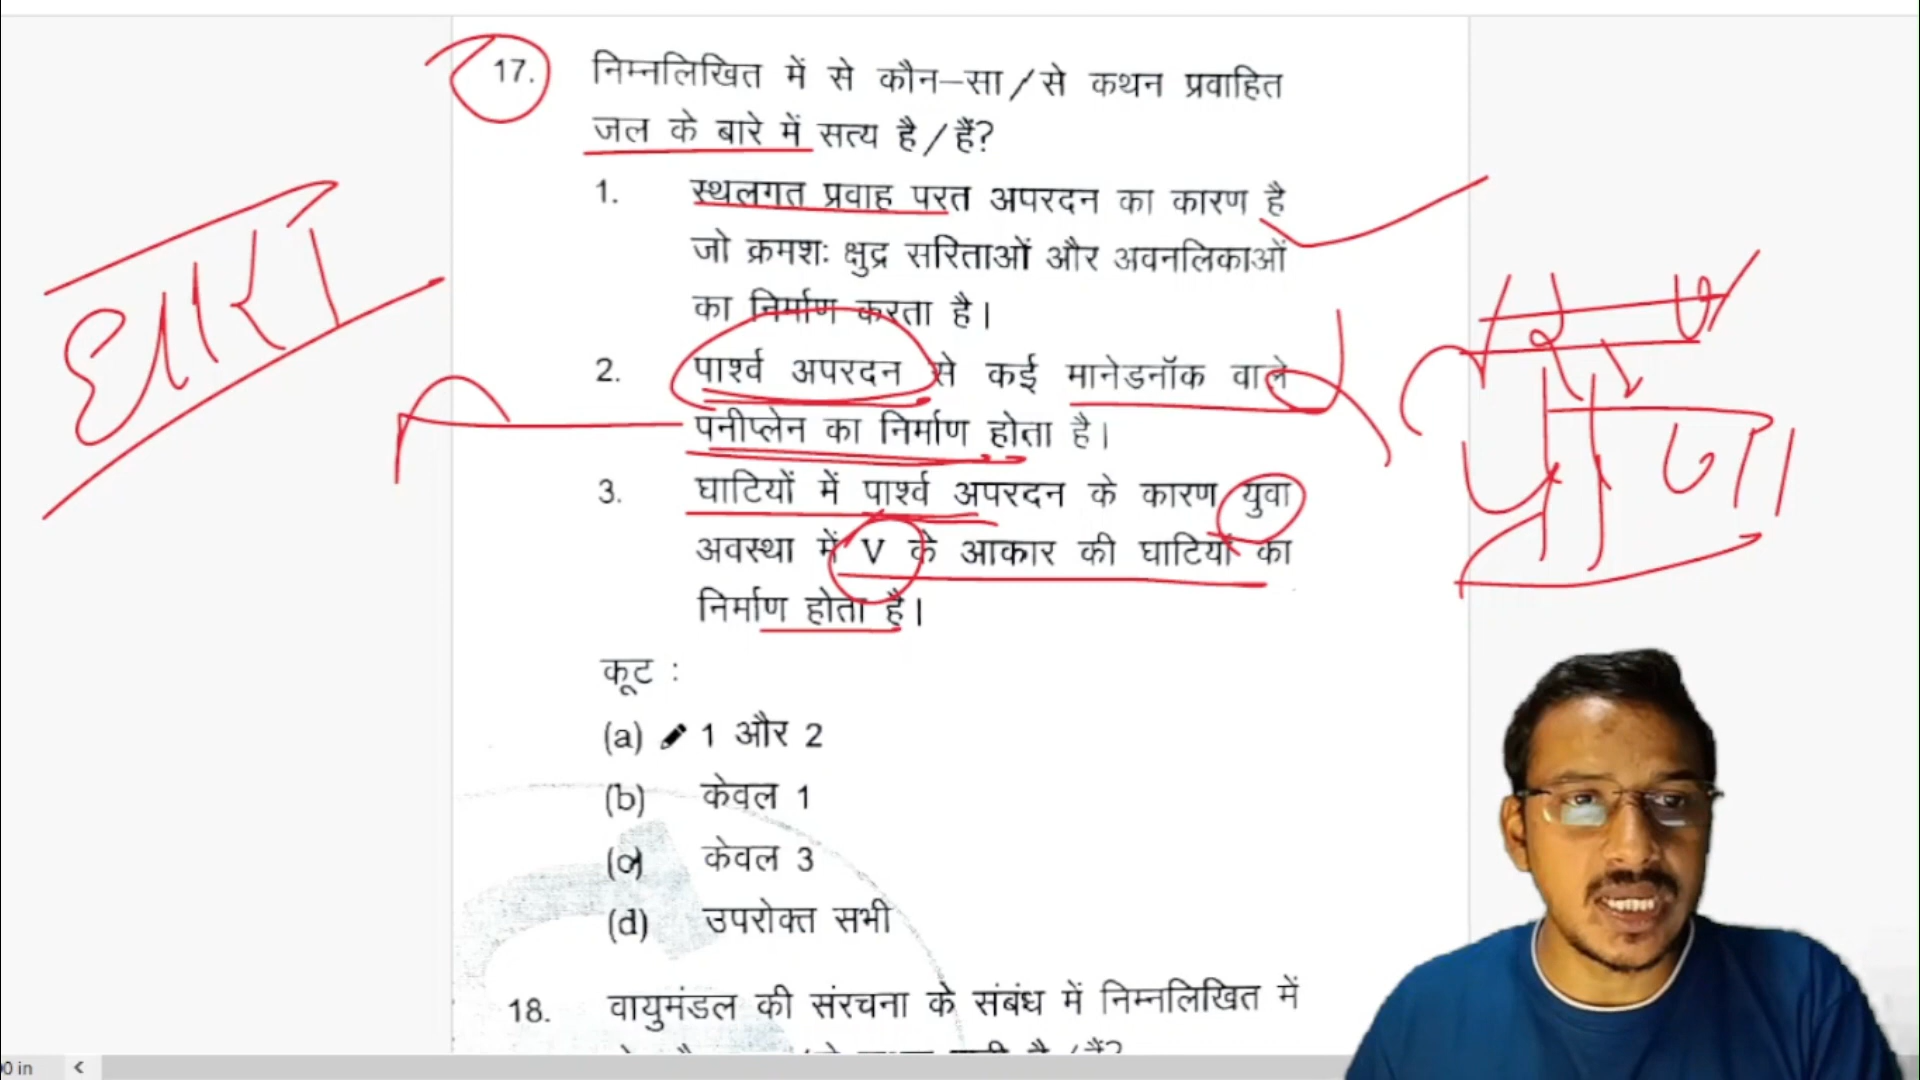 17. निम्नलिखित में से कौन–सा / से कथन प्रवाहित
जल के बारे में सत्य है / हैं?
1. स्थलगत प्रवाह परत अपरदन का कारण है
जो क्रमशः क्षुद्र सरिताओं और अवनलिकाओं
का निर्माण करता है।
2. पार्श्व अपरदन से कई मानेडनॉक वाले
पनीप्लेन का निर्माण होता है।
3. घाटियों में पार्श्व अपरदन के कारण युवा
अवस्था में V के आकार की घाटियों का
निर्माण होता है।
कूट :
(a) 1 और 2
(b) केवल 1
(c) केवल 3
(d) उपरोक्त सभी
18. वायुमंडल की संरचना के संबंध में निम्नलिखित में
धारा
0 in